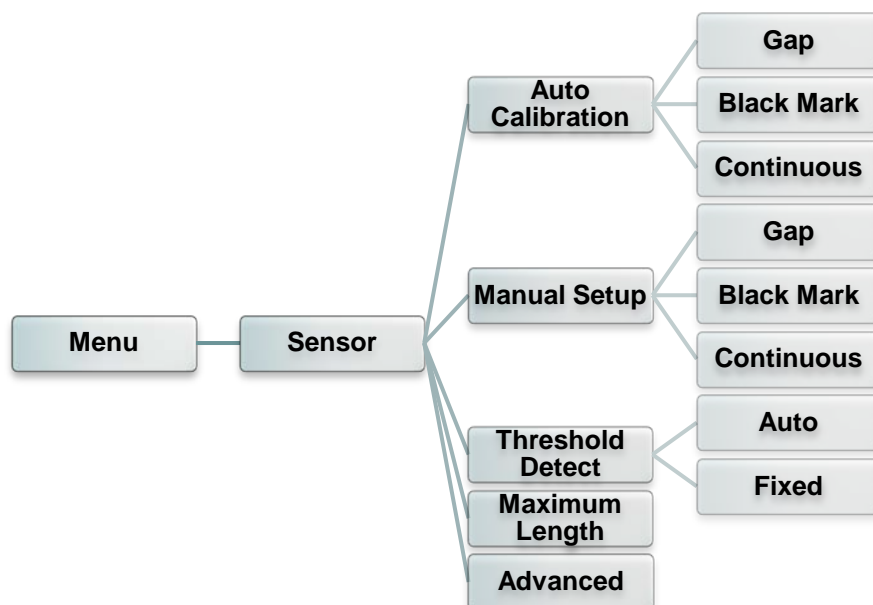 Menu
Sensor
Auto
Calibration
Gap
Black Mark
Continuous
Manual Setup
Gap
Black Mark
Continuous
Threshold
Detect
Auto
Fixed
Maximum
Length
Advanced